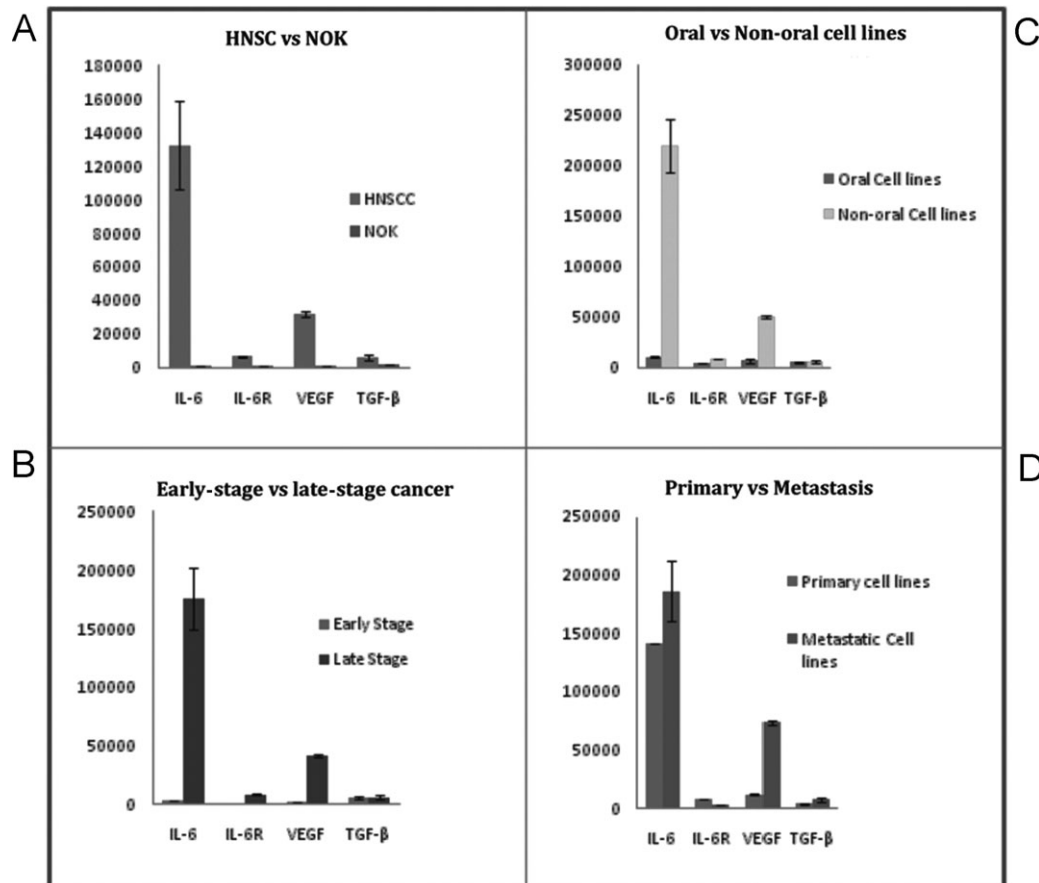 A
HNSC vs NOK
180000
160000
140000
120000
100000
80000
60000
40000
20000
0
IL-6 IL-6R VEGF TGF-β
HNSCC
NOK
B
Early-stage vs late-stage cancer
250000
200000
150000
100000
50000
0
IL-6 IL-6R VEGF TGF-β
Early Stage
Late Stage
C
Oral vs Non-oral cell lines
300000
250000
200000
150000
100000
50000
0
IL-6 IL-6R VEGF TGF-β
Oral Cell lines
Non-oral Cell lines
D
Primary vs Metastasis
250000
200000
150000
100000
50000
0
IL-6 IL-6R VEGF TGF-β
Primary cell lines
Metastatic Cell
lines